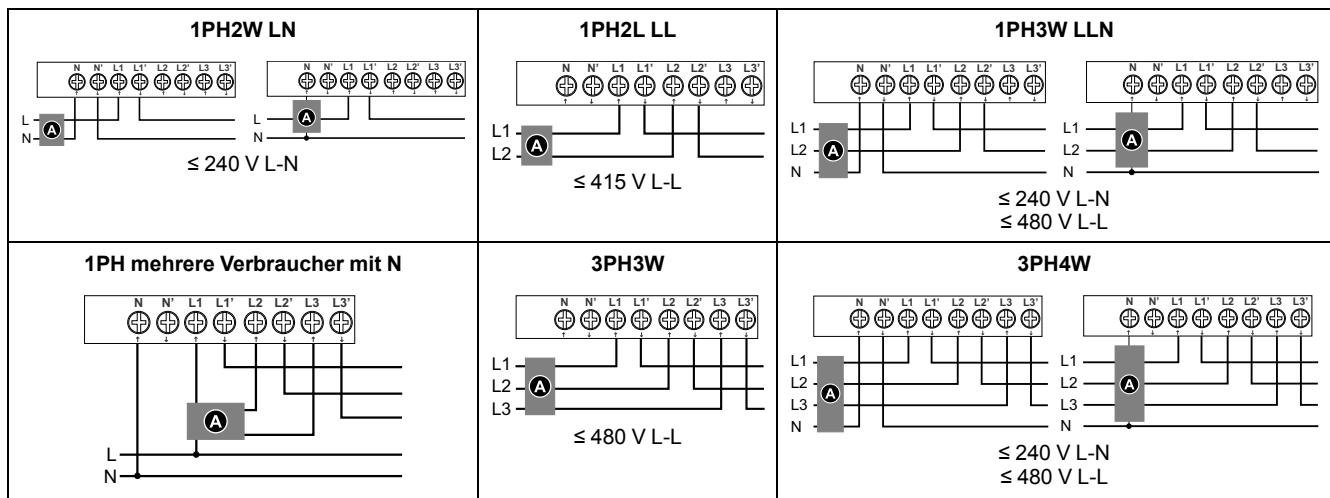 1PH2W LN
N N' L1 L1' L2 L2' L3 L3'
N N' L1 L1' L2 L2' L3 L3'
L
N
A
L
N
A
≤ 240 V L-N
1PH2L LL
N N' L1 L1' L2 L2' L3 L3'
L1
L2
A
≤ 415 V L-L
1PH3W LLN
N N' L1 L1' L2 L2' L3 L3'
N N' L1 L1' L2 L2' L3 L3'
L1
L2
N
A
L1
L2
N
A
≤ 240 V L-N
≤ 480 V L-L
1PH mehrere Verbraucher mit N
N N' L1 L1' L2 L2' L3 L3'
A
L
N
3PH3W
N N' L1 L1' L2 L2' L3 L3'
L1
L2
L3
A
≤ 480 V L-L
3PH4W
N N' L1 L1' L2 L2' L3 L3'
N N' L1 L1' L2 L2' L3 L3'
L1
L2
L3
N
A
L1
L2
L3
N
A
≤ 240 V L-N
≤ 480 V L-L